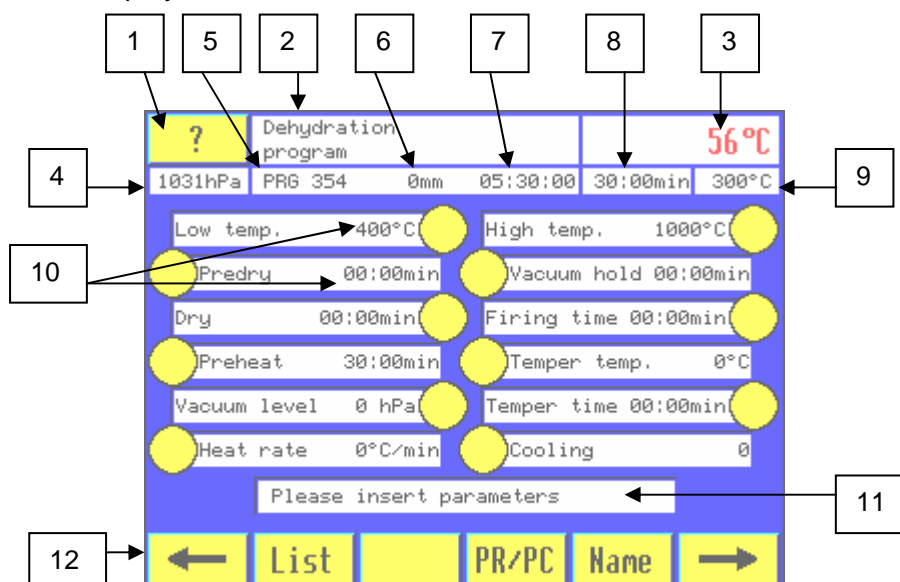 1 5 2 6 7 8 3
? Dehydration
program 56°C
4 1031hPa PRG 354 0mm 05:30:00 30:00min 300°C 9
Low temp. 400°C High temp. 1000°C
10 Predry 00:00min Vacuum hold 00:00min
Dry 00:00min Firing time 00:00min
Preheat 30:00min Temper temp. 0°C
Vacuum level 0 hPa Temper time 00:00min
Heat rate 0°C/min Cooling 0
Please insert parameters 11
12 ← List PR/PC Name →